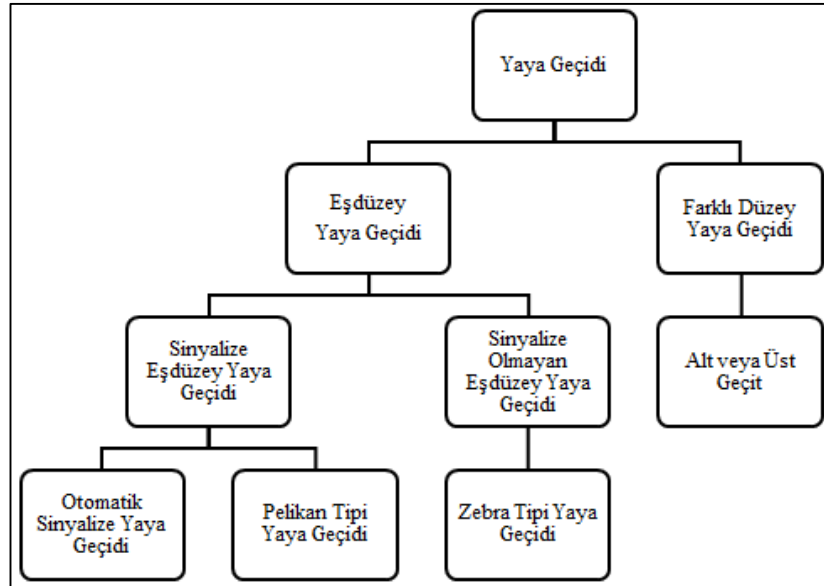 Yaya Geçidi
Eşdüzey
Yaya Geçidi
Farklı Düzey
Yaya Geçidi
Sinyalize
Eşdüzey Yaya
Geçidi
Sinyalize
Olmayan
Eşdüzey Yaya
Geçidi
Alt veya Üst
Geçit
Otomatik
Sinyalize Yaya
Geçidi
Pelikan Tipi
Yaya Geçidi
Zebra Tipi Yaya
Geçidi